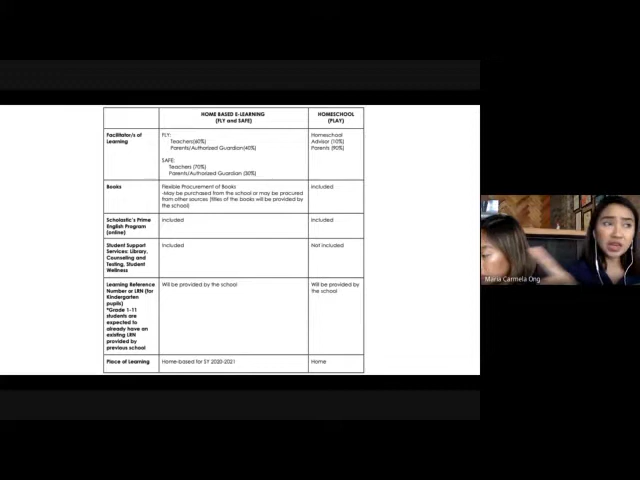 HOME BASED E-LEARNING
(FLY and SAFE)
HOMESCHOOL
(PLAY)
Facilitator/s of
Learning
FLY:
Teachers(60%)
Parents/Authorized Guardian(40%)
SAFE:
Teachers (70%)
Parents/Authorized Guardian (30%)
Homeschool
Advisor (10%)
Parents (90%)
Books
Flexible Procurement of Books
-May be purchased from the school or may be procured
from other sources (titles of the books will be provided by
the school)
Included
Scholastic's Prime
English Program
(online)
Included
Included
Student Support
Services: Library,
Counseling and
Testing, Student
Wellness
Included
Not included
Learning Reference
Number or LRN (for
Kindergarten
pupils)
*Grade 1-11
students are
expected to
already have an
existing LRN
provided by
previous school
Will be provided by the school
Will be provided by
the school
Place of Learning
Home-based for SY 2020-2021
Home
Maria Carmela Ong